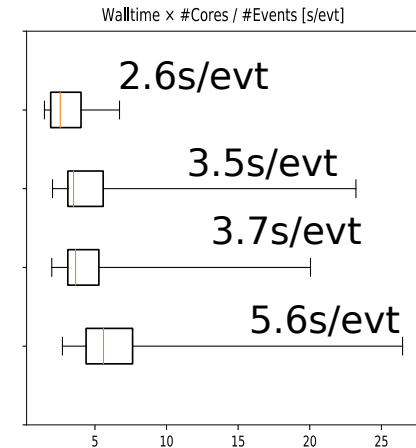 Walltime × #Cores / #Events [s/evt]
2.6s/evt
3.5s/evt
3.7s/evt
5.6s/evt
5 10 15 20 25